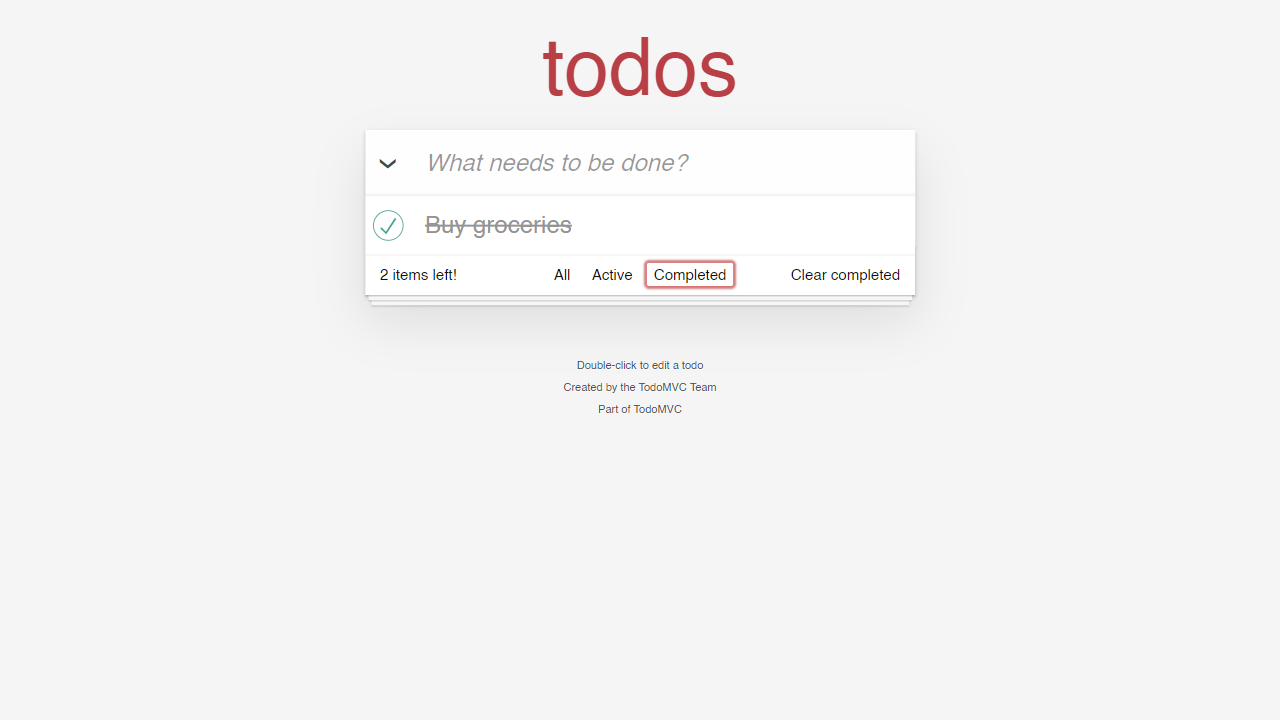 todos
What needs to be done?
Buy groceries
2 items left!
All
Active
Completed
Clear completed
Double-click to edit a todo
Created by the TodoMVC Team
Part of TodoMVC